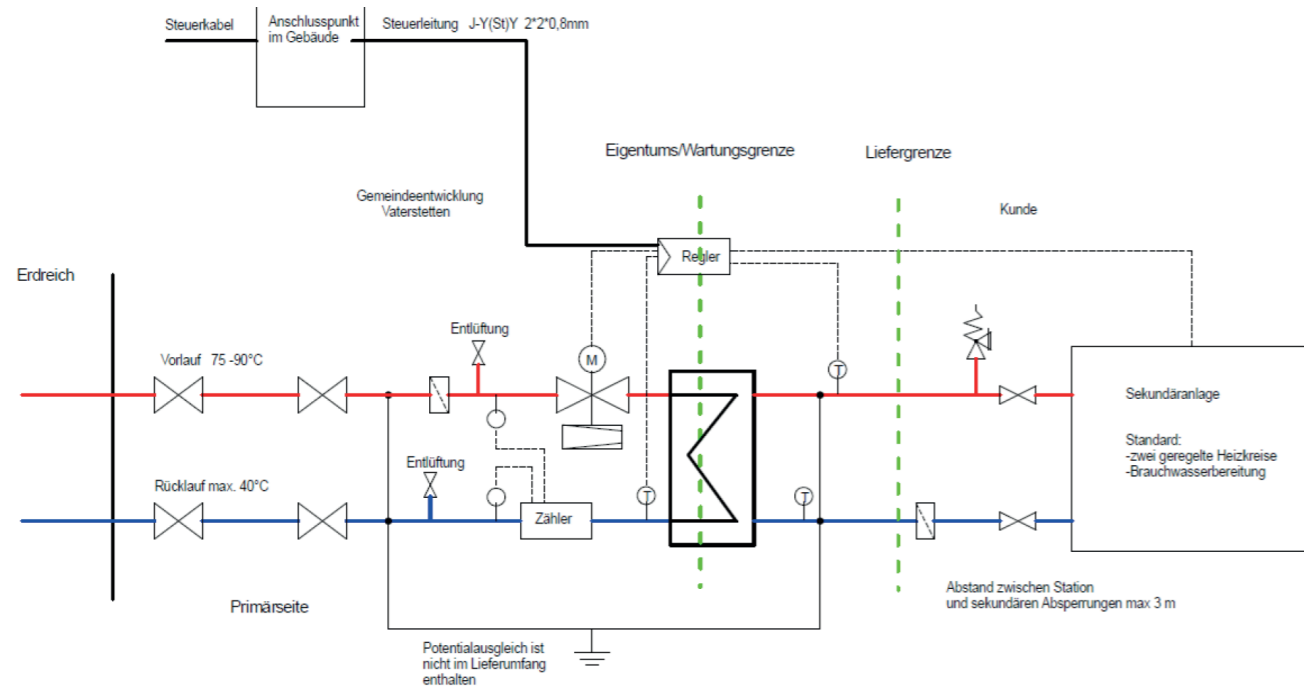 Steuerkabel
Anschlusspunkt
im Gebäude
Steuerleitung J-Y(St)Y 2*2*0,8mm
Eigentums/Wartungsgrenze
Liefergrenze
Gemeindeentwicklung
Vaterstetten
Kunde
Regler
Erdreich
Entlüftung
Vorlauf 75 -90°C
M
T
Sekundäranlage
Standard:
-zwei geregelte Heizkreise
-Brauchwasserbereitung
Entlüftung
Rücklauf max. 40°C
T
T
Zähler
Primärseite
Abstand zwischen Station
und sekundären Absperrungen max 3 m
Potentialausgleich ist
nicht im Lieferumfang
enthalten